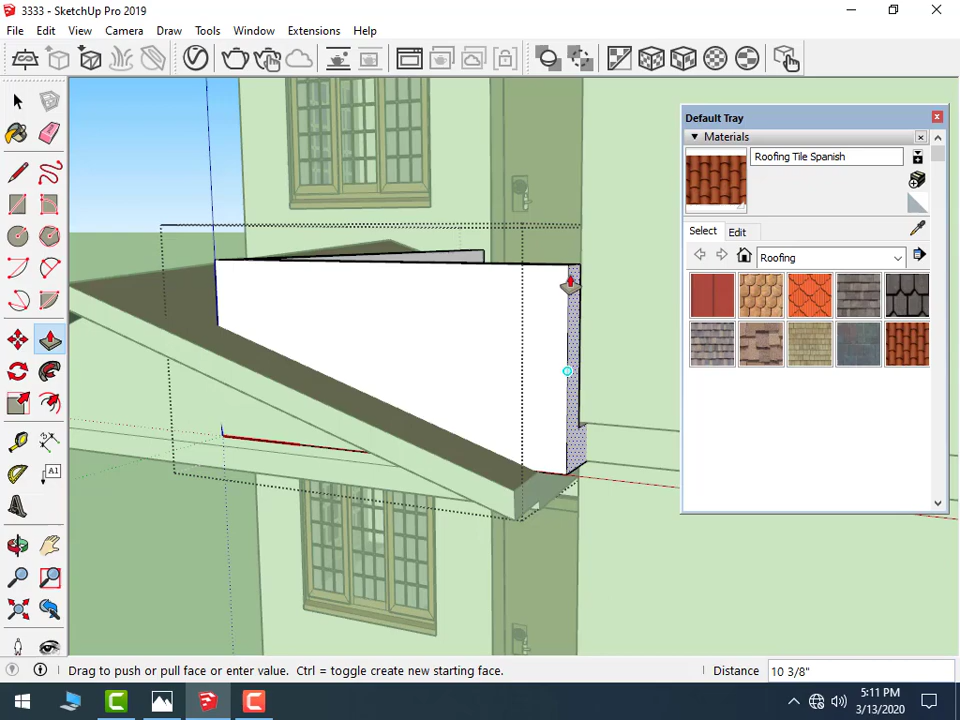 3333 - SketchUp Pro 2019
File Edit View Camera Draw Tools Window Extensions Help
Default Tray
Materials
Roofing Tile Spanish
Select Edit
Roofing
A1
Drag to push or pull face or enter value. Ctrl = toggle create new starting face.
Distance 10 3/8"
5:11 PM
3/13/2020